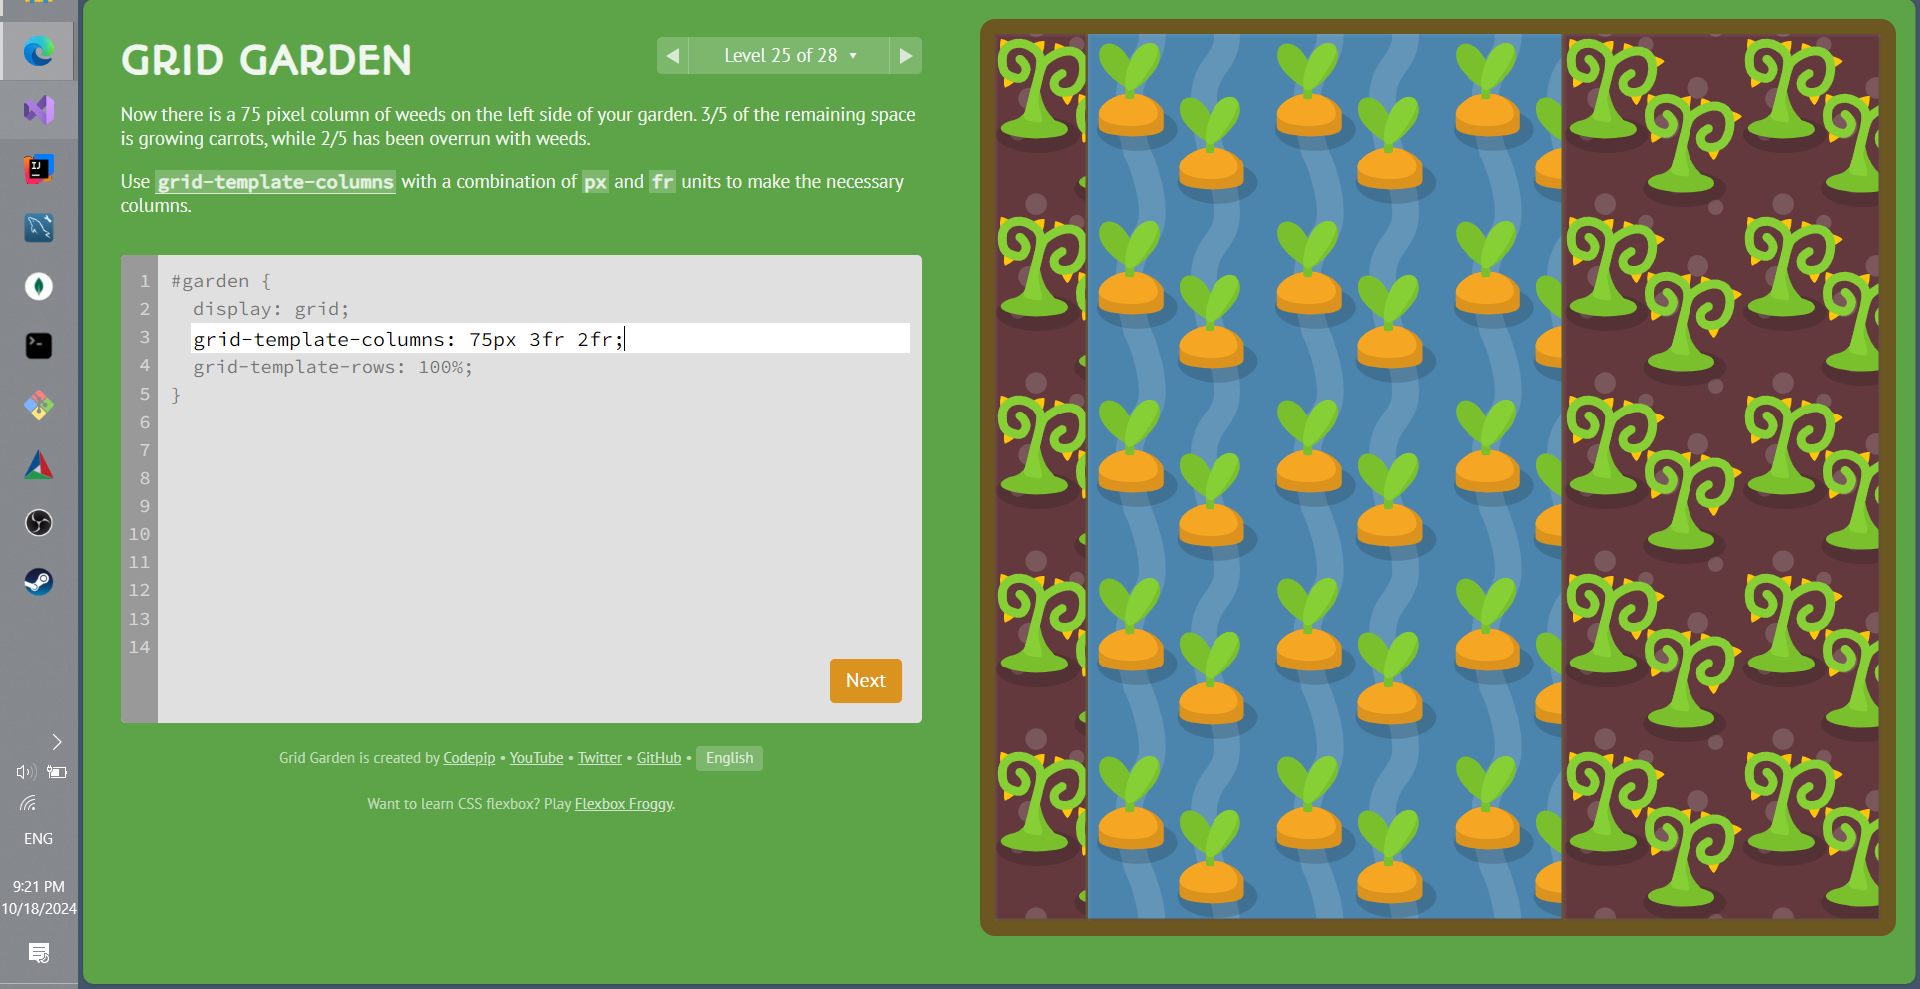 GRID GARDEN
◀ Level 25 of 28 ▾ ▶
Now there is a 75 pixel column of weeds on the left side of your garden. 3/5 of the remaining space
is growing carrots, while 2/5 has been overrun with weeds.
Use grid-template-columns with a combination of px and fr units to make the necessary
columns.
1 #garden {
2 display: grid;
3 grid-template-columns: 75px 3fr 2fr;
4 grid-template-rows: 100%;
5 }
6
7
8
9
10
11
12
13
14
Next
Grid Garden is created by Codepip • YouTube • Twitter • GitHub • English
Want to learn CSS flexbox? Play Flexbox Froggy.
IJ
ENG
9:21 PM
10/18/2024